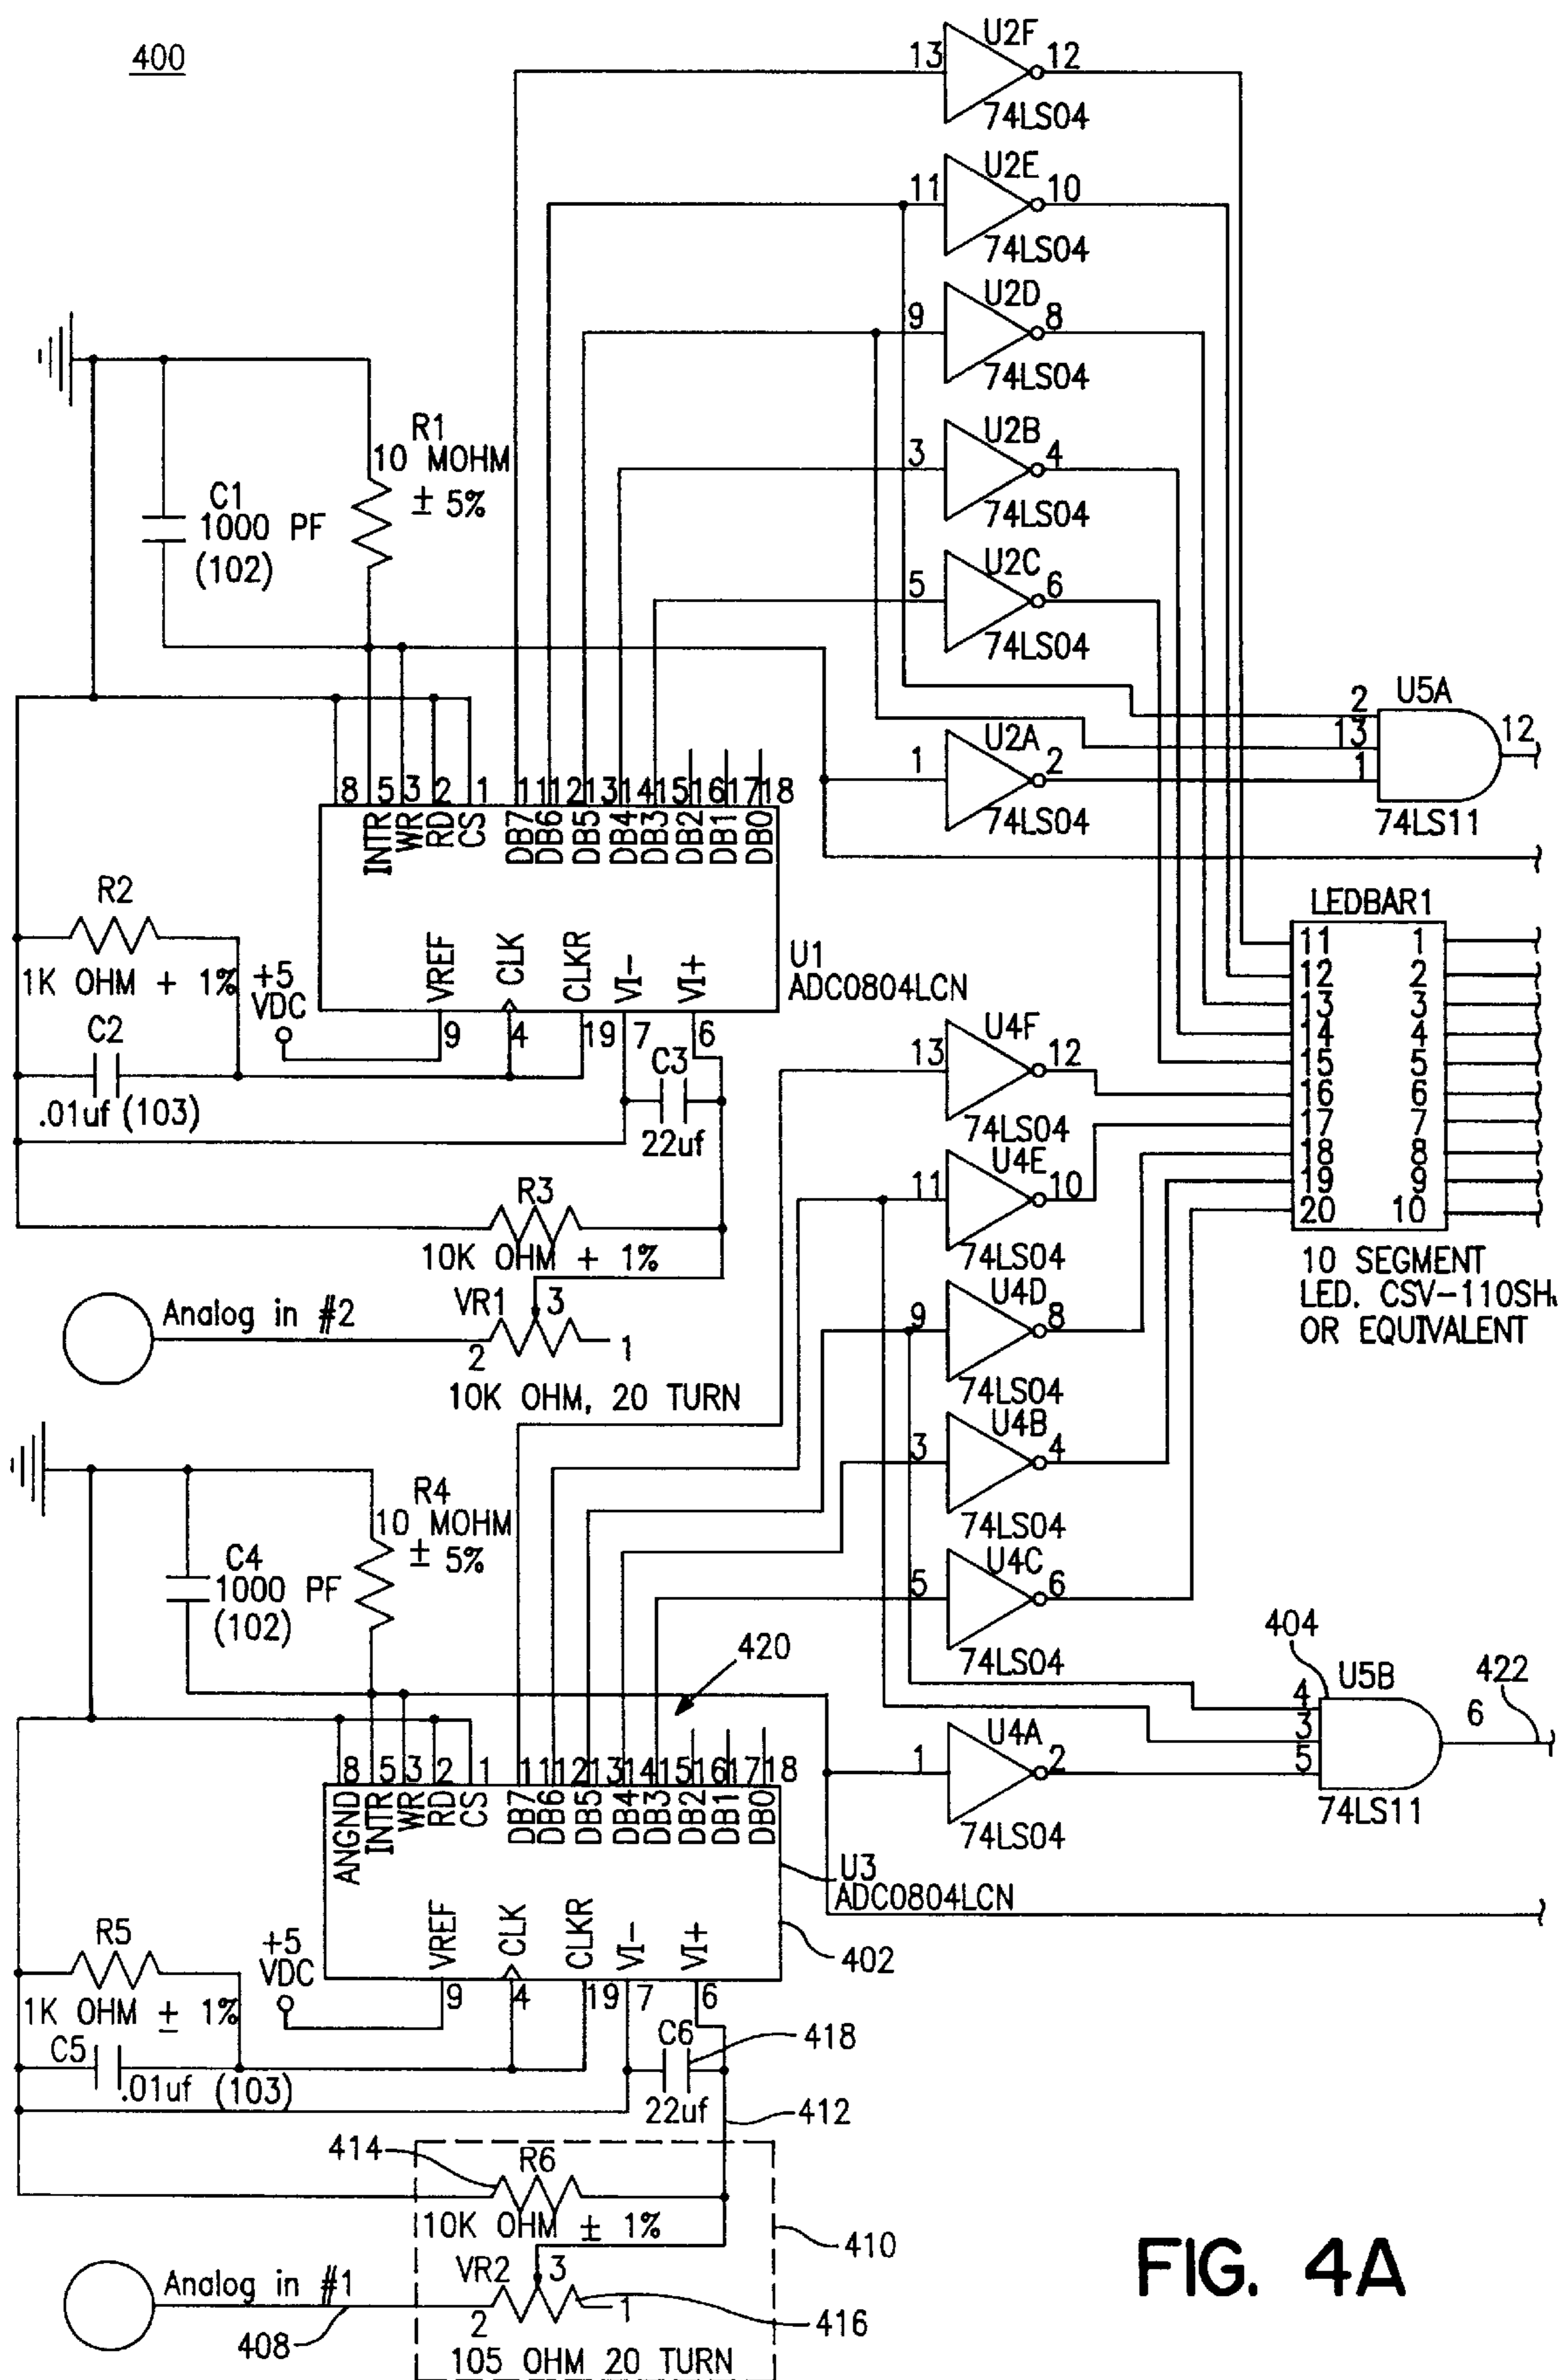 400
U2F
13 12
74LS04
U2E
11 10
74LS04
U2D
9 8
74LS04
U2B
3 4
74LS04
U2C
5 6
74LS04
R1
10 MOHM
± 5%
C1
1000 PF
(102)
U5A
2
13
1
12
74LS11
U2A
1 2
74LS04
8 5 3 2 1 11 11 12 13 14 15 16 17 18
INTR WR RD CS DB7 DB6 DB5 DB4 DB3 DB2 DB1 DB0
VREF CLK CLKR VI- VI+
9 4 19 7 6
U1
ADC0804LCN
R2
1K OHM + 1%
+5
VDC
C2
.01uf (103)
C3
22uf
LEDBAR1
11 1
12 2
13 3
14 4
15 5
16 6
17 7
18 8
19 9
20 10
10 SEGMENT
LED. CSV-110SH,
OR EQUIVALENT
U4F
13 12
74LS04
U4E
11 10
74LS04
U4D
9 8
74LS04
U4B
3 4
74LS04
U4C
5 6
74LS04
R3
10K OHM + 1%
Analog in #2
VR1 3
2 1
10K OHM, 20 TURN
R4
10 MOHM
± 5%
C4
1000 PF
(102)
420
404
U5B
422
4
3
5
6
74LS11
U4A
1 2
74LS04
8 5 3 2 1 11 11 12 13 14 15 16 17 18
ANGND INTR WR RD CS DB7 DB6 DB5 DB4 DB3 DB2 DB1 DB0
VREF CLK CLKR VI- VI+
9 4 19 7 6
U3
ADC0804LCN
402
R5
1K OHM ± 1%
+5
VDC
C5
.01uf (103)
C6
418
22uf
412
414
R6
10K OHM ± 1%
410
Analog in #1
VR2 3
2 1
416
408
105 OHM 20 TURN
FIG. 4A